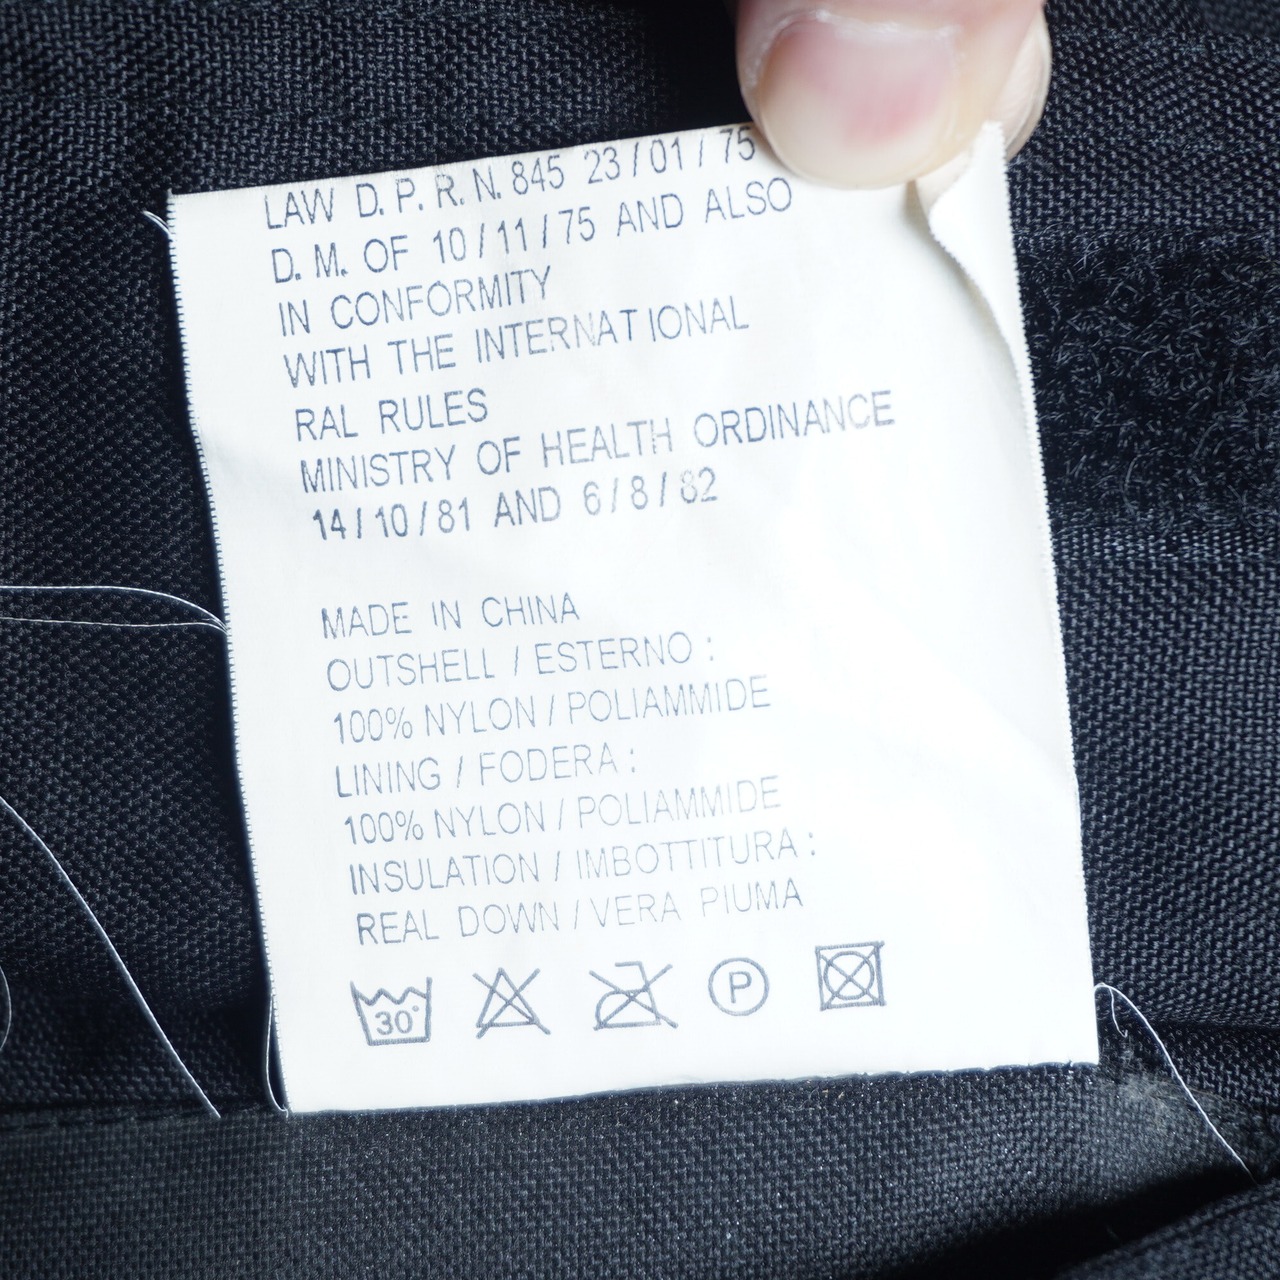 LAW D. P. R. N. 845 23 / 01 / 75
D. M. OF 10 / 11 / 75 AND ALSO
IN CONFORMITY
WITH THE INTERNATIONAL
RAL RULES
MINISTRY OF HEALTH ORDINANCE
14 / 10 / 81 AND 6 / 8 / 82
MADE IN CHINA
OUTSHELL / ESTERNO :
100% NYLON / POLIAMMIDE
LINING / FODERA :
100% NYLON / POLIAMMIDE
INSULATION / IMBOTTITURA :
REAL DOWN / VERA PIUMA
30° P